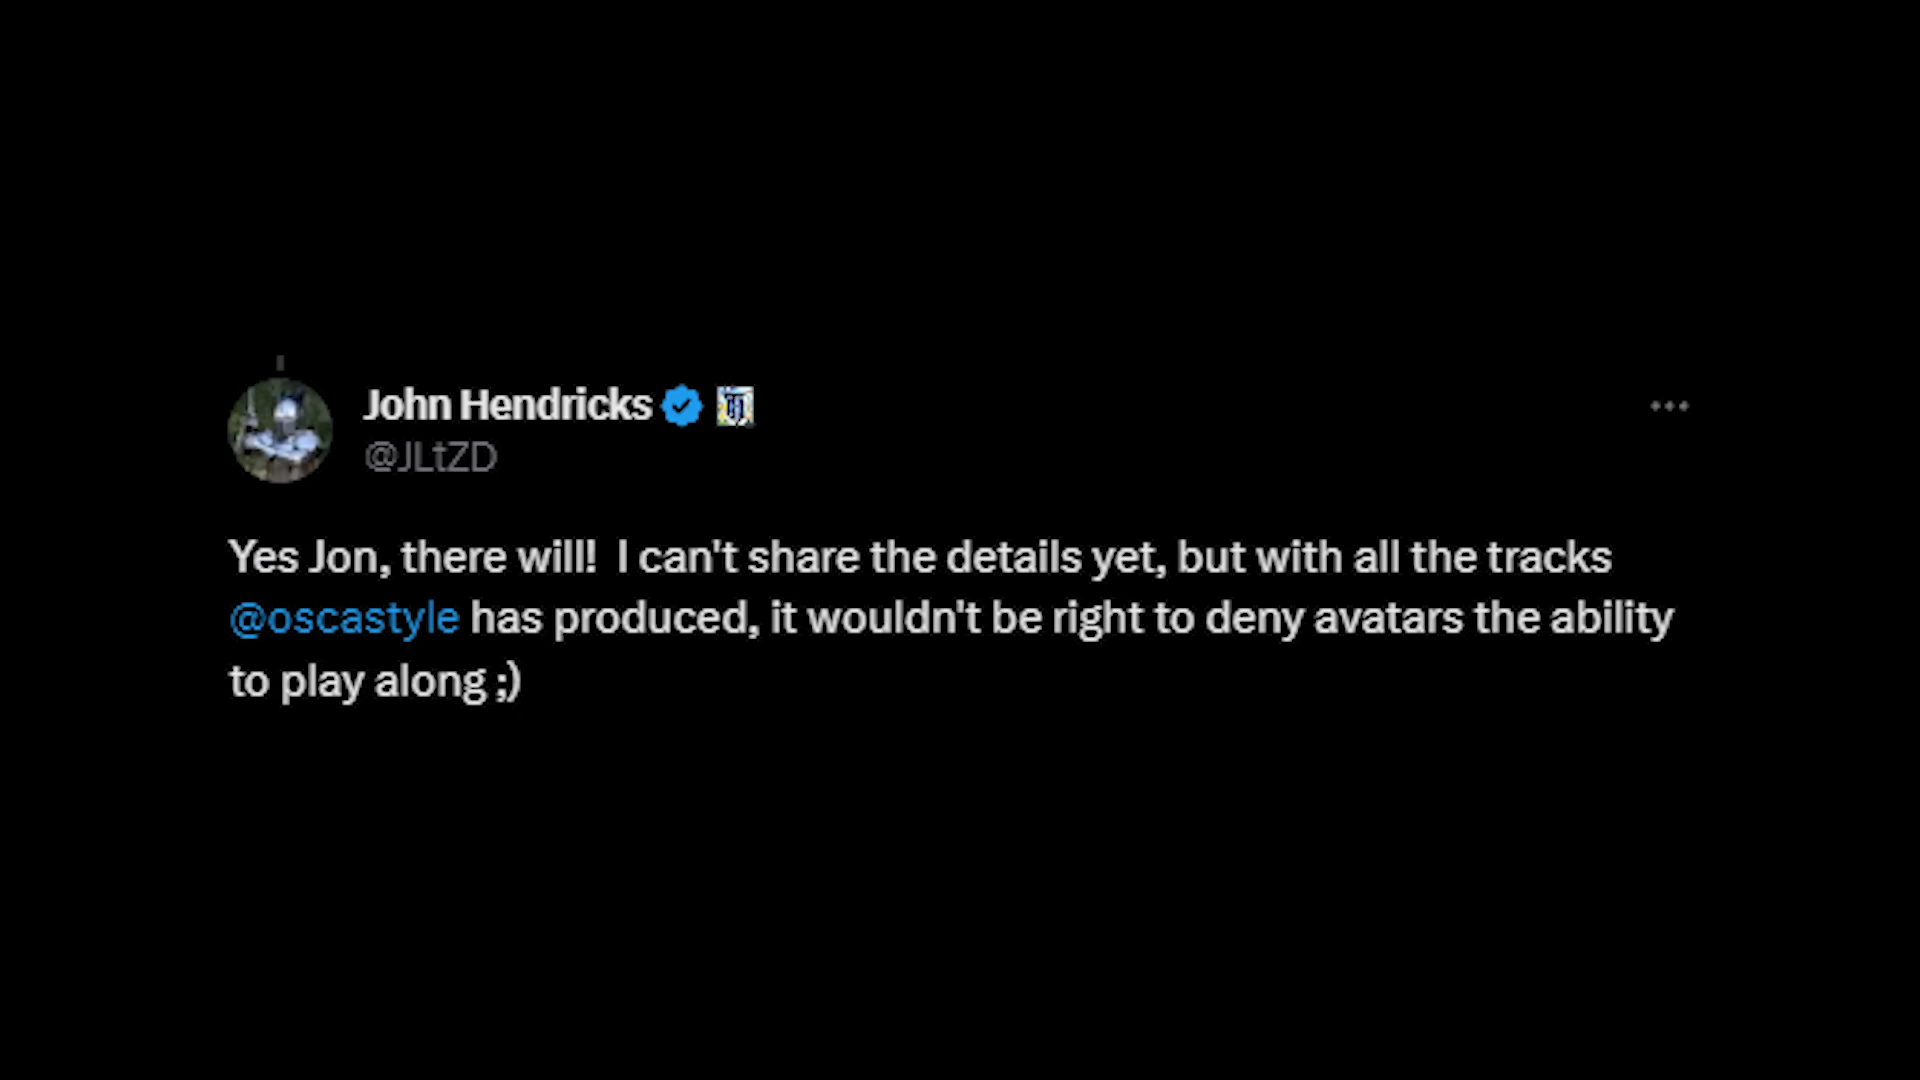 John Hendricks
@JLtZD
Yes Jon, there will!  I can't share the details yet, but with all the tracks
@oscastyle has produced, it wouldn't be right to deny avatars the ability
to play along ;)